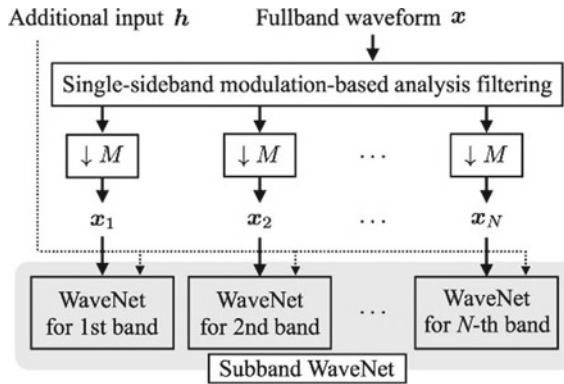 Additional input h Fullband waveform x
Single-sideband modulation-based analysis filtering
↓ M ↓ M ... ↓ M
x₁ x₂ ... x_N
WaveNet for 1st band
WaveNet for 2nd band
...
WaveNet for N-th band
Subband WaveNet